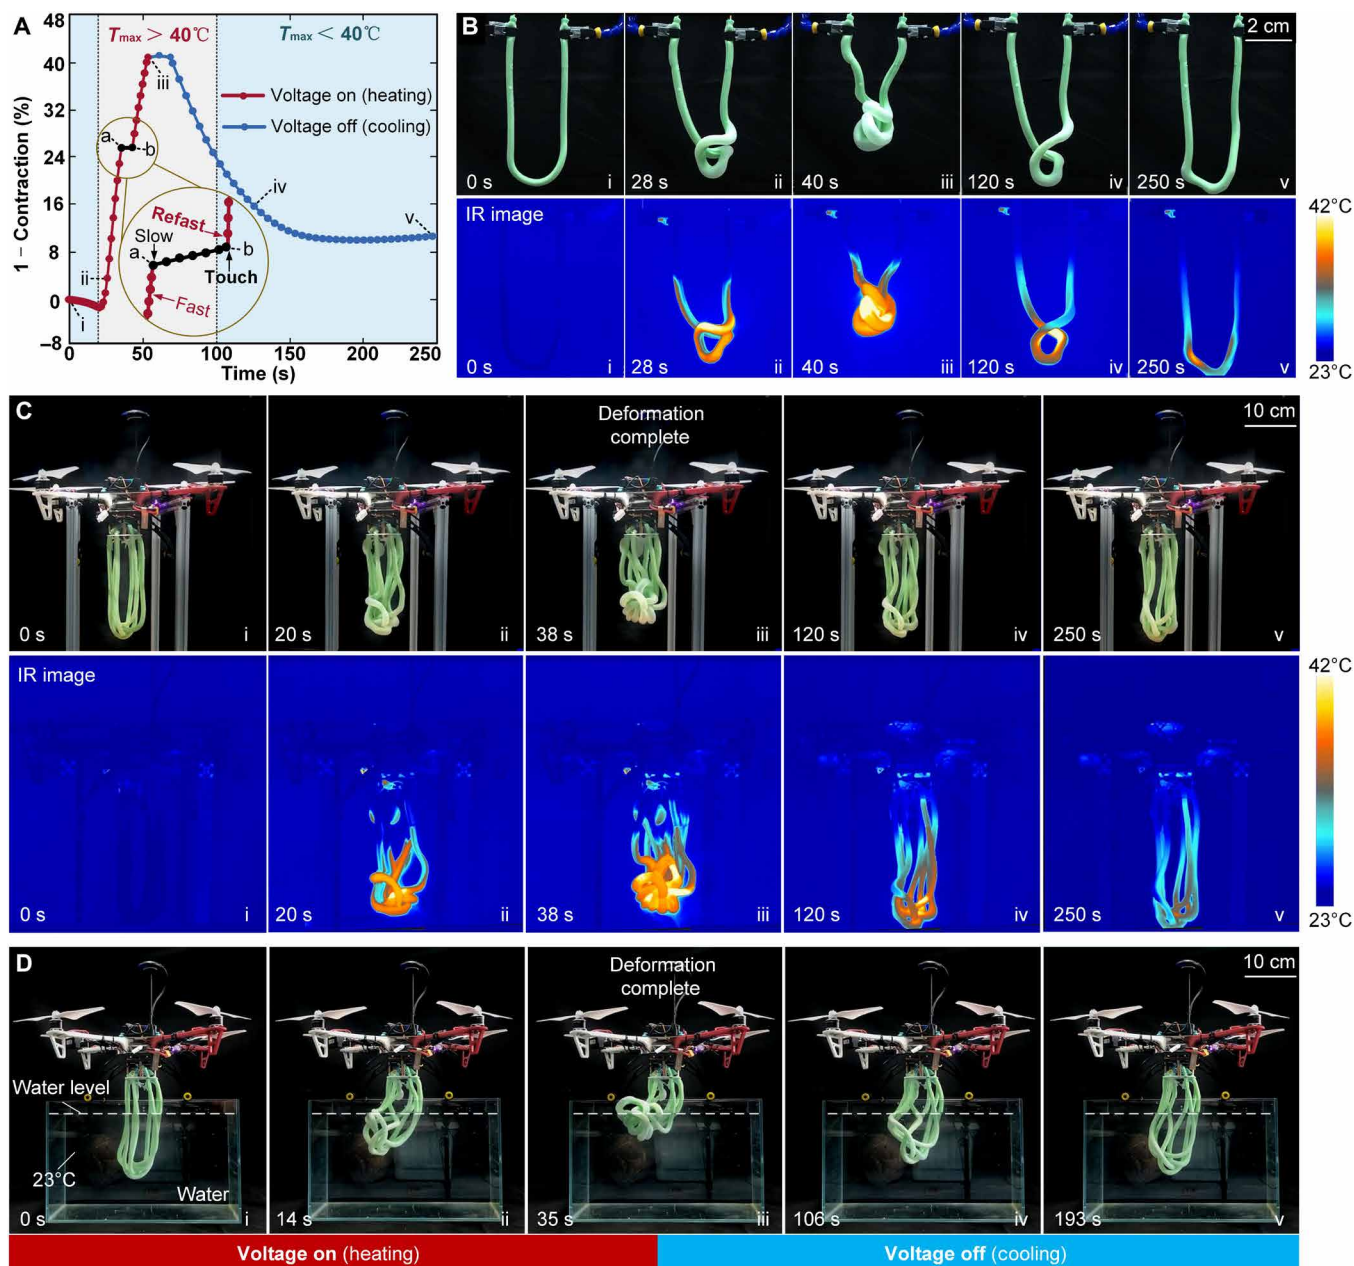 A
48
40
32
24
16
8
0
–8
1 – Contraction (%)
Tmax > 40℃
Tmax < 40℃
Voltage on (heating)
Voltage off (cooling)
iii
a
b
ii
i
iv
v
Refast
Slow
a
b
Touch
Fast
0 50 100 150 200 250
Time (s)
B
2 cm
0 s i
28 s ii
40 s iii
120 s iv
250 s v
IR image
0 s i
28 s ii
40 s iii
120 s iv
250 s v
42°C
23°C
C
Deformation
complete
10 cm
0 s i
20 s ii
38 s iii
120 s iv
250 s v
IR image
0 s i
20 s ii
38 s iii
120 s iv
250 s v
42°C
23°C
D
Deformation
complete
10 cm
Water level
23°C
Water
0 s i
14 s ii
35 s iii
106 s iv
193 s v
Voltage on (heating)
Voltage off (cooling)